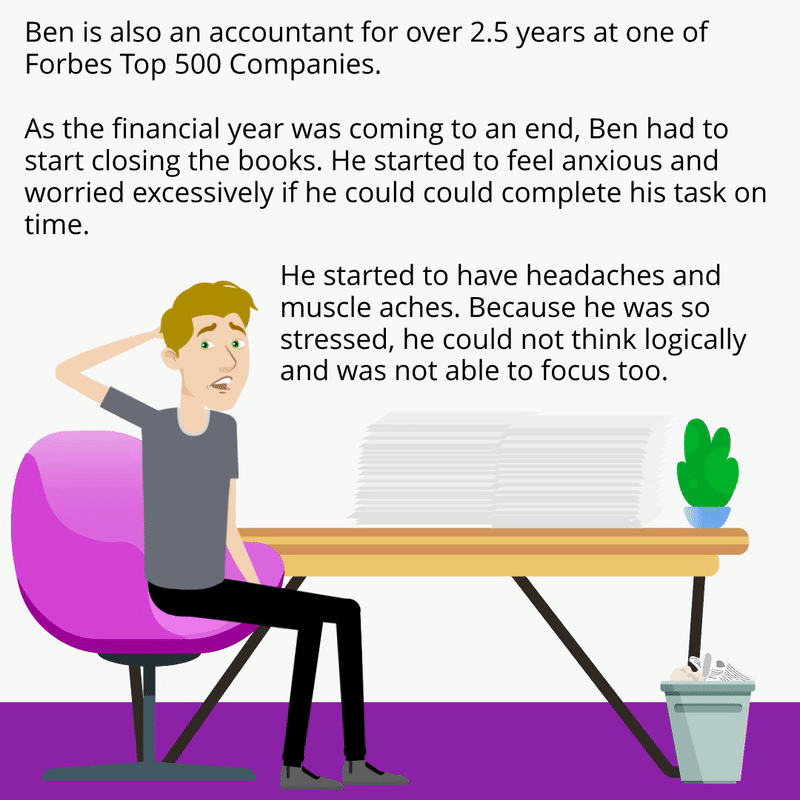 Ben is also an accountant for over 2.5 years at one of
Forbes Top 500 Companies.
As the financial year was coming to an end, Ben had to
start closing the books. He started to feel anxious and
worried excessively if he could could complete his task on
time.
He started to have headaches and
muscle aches. Because he was so
stressed, he could not think logically
and was not able to focus too.